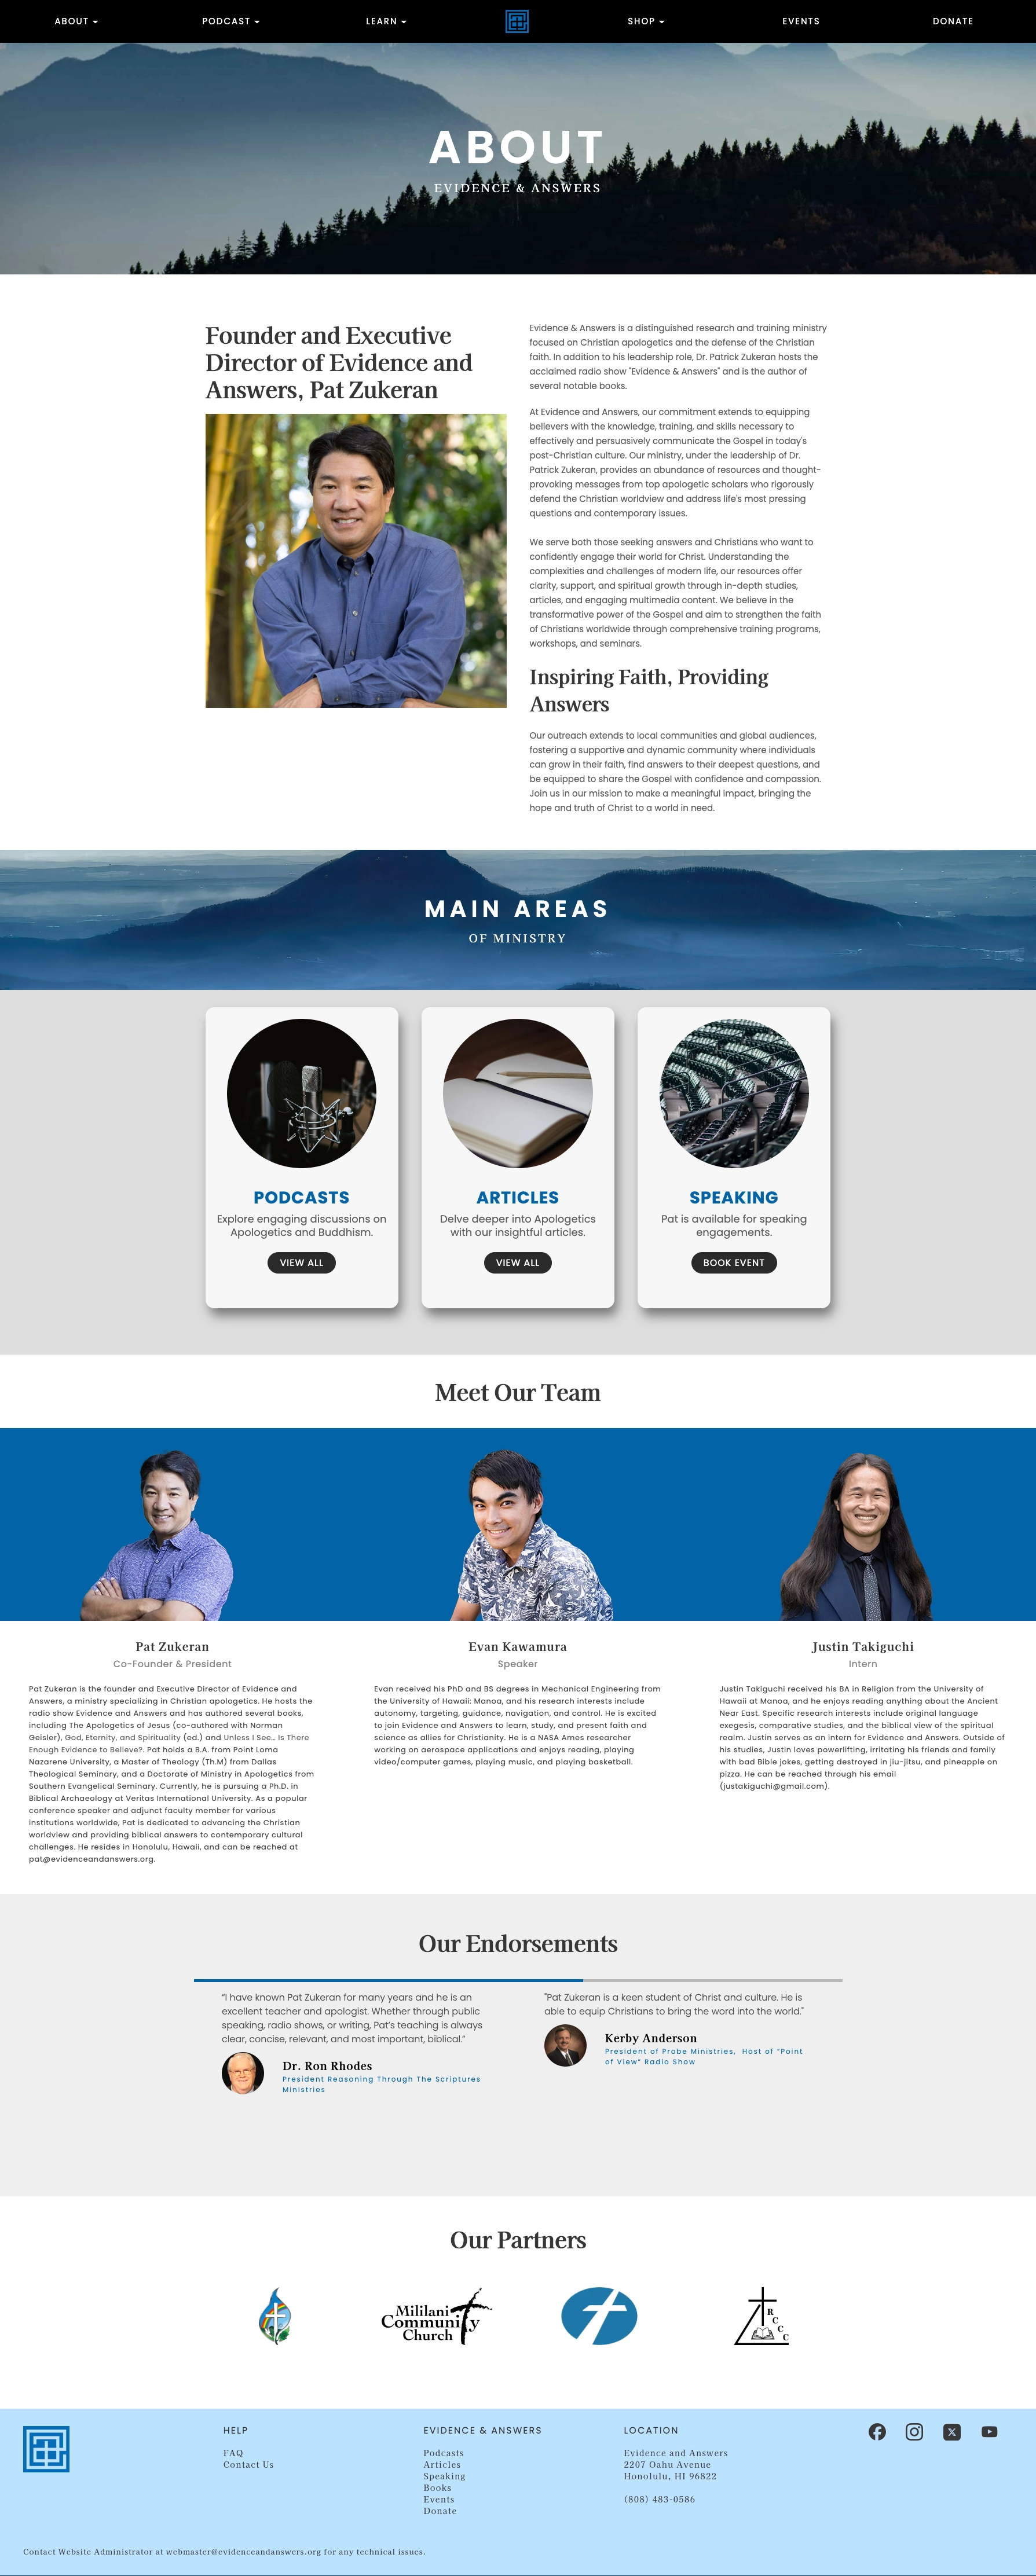 ABOUT PODCAST LEARN SHOP EVENTS DONATE
ABOUT
EVIDENCE & ANSWERS
Founder and Executive
Director of Evidence and
Answers, Pat Zukeran
Evidence & Answers is a distinguished research and training ministry
focused on Christian apologetics and the defense of the Christian
faith. In addition to his leadership role, Dr. Patrick Zukeran hosts the
acclaimed radio show "Evidence & Answers" and is the author of
several notable books.
At Evidence and Answers, our commitment extends to equipping
believers with the knowledge, training, and skills necessary to
effectively and persuasively communicate the Gospel in today's
post-Christian culture. Our ministry, under the leadership of Dr.
Patrick Zukeran, provides an abundance of resources and thought-
provoking messages from top apologetic scholars who rigorously
defend the Christian worldview and address life's most pressing
questions and contemporary issues.
We serve both those seeking answers and Christians who want to
confidently engage their world for Christ. Understanding the
complexities and challenges of modern life, our resources offer
clarity, support, and spiritual growth through in-depth studies,
articles, and engaging multimedia content. We believe in the
transformative power of the Gospel and aim to strengthen the faith
of Christians worldwide through comprehensive training programs,
workshops, and seminars.
Inspiring Faith, Providing
Answers
Our outreach extends to local communities and global audiences,
fostering a supportive and dynamic community where individuals
can grow in their faith, find answers to their deepest questions, and
be equipped to share the Gospel with confidence and compassion.
Join us in our mission to make a meaningful impact, bringing the
hope and truth of Christ to a world in need.
MAIN AREAS
OF MINISTRY
PODCASTS
Explore engaging discussions on
Apologetics and Buddhism.
VIEW ALL
ARTICLES
Delve deeper into Apologetics
with our insightful articles.
VIEW ALL
SPEAKING
Pat is available for speaking
engagements.
BOOK EVENT
Meet Our Team
Pat Zukeran
Co-Founder & President
Pat Zukeran is the founder and Executive Director of Evidence and
Answers, a ministry specializing in Christian apologetics. He hosts the
radio show Evidence and Answers and has authored several books,
including The Apologetics of Jesus (co-authored with Norman
Geisler), God, Eternity, and Spirituality (ed.) and Unless I See… Is There
Enough Evidence to Believe?. Pat holds a B.A. from Point Loma
Nazarene University, a Master of Theology (Th.M) from Dallas
Theological Seminary, and a Doctorate of Ministry in Apologetics from
Southern Evangelical Seminary. Currently, he is pursuing a Ph.D. in
Biblical Archaeology at Veritas International University. As a popular
conference speaker and adjunct faculty member for various
institutions worldwide, Pat is dedicated to advancing the Christian
worldview and providing biblical answers to contemporary cultural
challenges. He resides in Honolulu, Hawaii, and can be reached at
pat@evidenceandanswers.org.
Evan Kawamura
Speaker
Evan received his PhD and BS degrees in Mechanical Engineering from
the University of Hawaii: Manoa, and his research interests include
autonomy, targeting, guidance, navigation, and control. He is excited
to join Evidence and Answers to learn, study, and present faith and
science as allies for Christianity. He is a NASA Ames researcher
working on aerospace applications and enjoys reading, playing
video/computer games, playing music, and playing basketball.
Justin Takiguchi
Intern
Justin Takiguchi received his BA in Religion from the University of
Hawaii at Manoa, and he enjoys reading anything about the Ancient
Near East. Specific research interests include original language
exegesis, comparative studies, and the biblical view of the spiritual
realm. Justin serves as an intern for Evidence and Answers. Outside of
his studies, Justin loves powerlifting, irritating his friends and family
with bad Bible jokes, getting destroyed in jiu-jitsu, and pineapple on
pizza. He can be reached through his email
(justakiguchi@gmail.com).
Our Endorsements
“I have known Pat Zukeran for many years and he is an
excellent teacher and apologist. Whether through public
speaking, radio shows, or writing, Pat’s teaching is always
clear, concise, relevant, and most important, biblical.”
Dr. Ron Rhodes
President Reasoning Through The Scriptures
Ministries
"Pat Zukeran is a keen student of Christ and culture. He is
able to equip Christians to bring the word into the world."
Kerby Anderson
President of Probe Ministries, Host of “Point
of View” Radio Show
Our Partners
Mililani
Community
Church
R
C
C
C
HELP
FAQ
Contact Us
EVIDENCE & ANSWERS
Podcasts
Articles
Speaking
Books
Events
Donate
LOCATION
Evidence and Answers
2207 Oahu Avenue
Honolulu, HI 96822
(808) 483-0586
Contact Website Administrator at webmaster@evidenceandanswers.org for any technical issues.